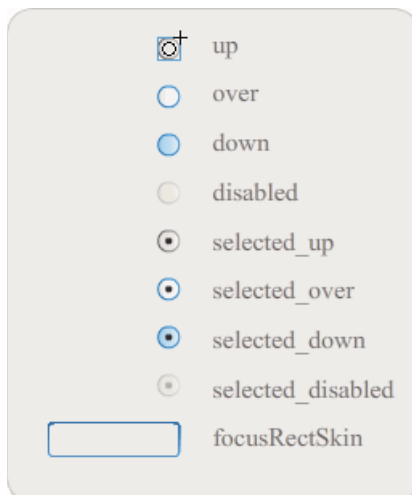 up
over
down
disabled
selected_up
selected_over
selected_down
selected_disabled
focusRectSkin